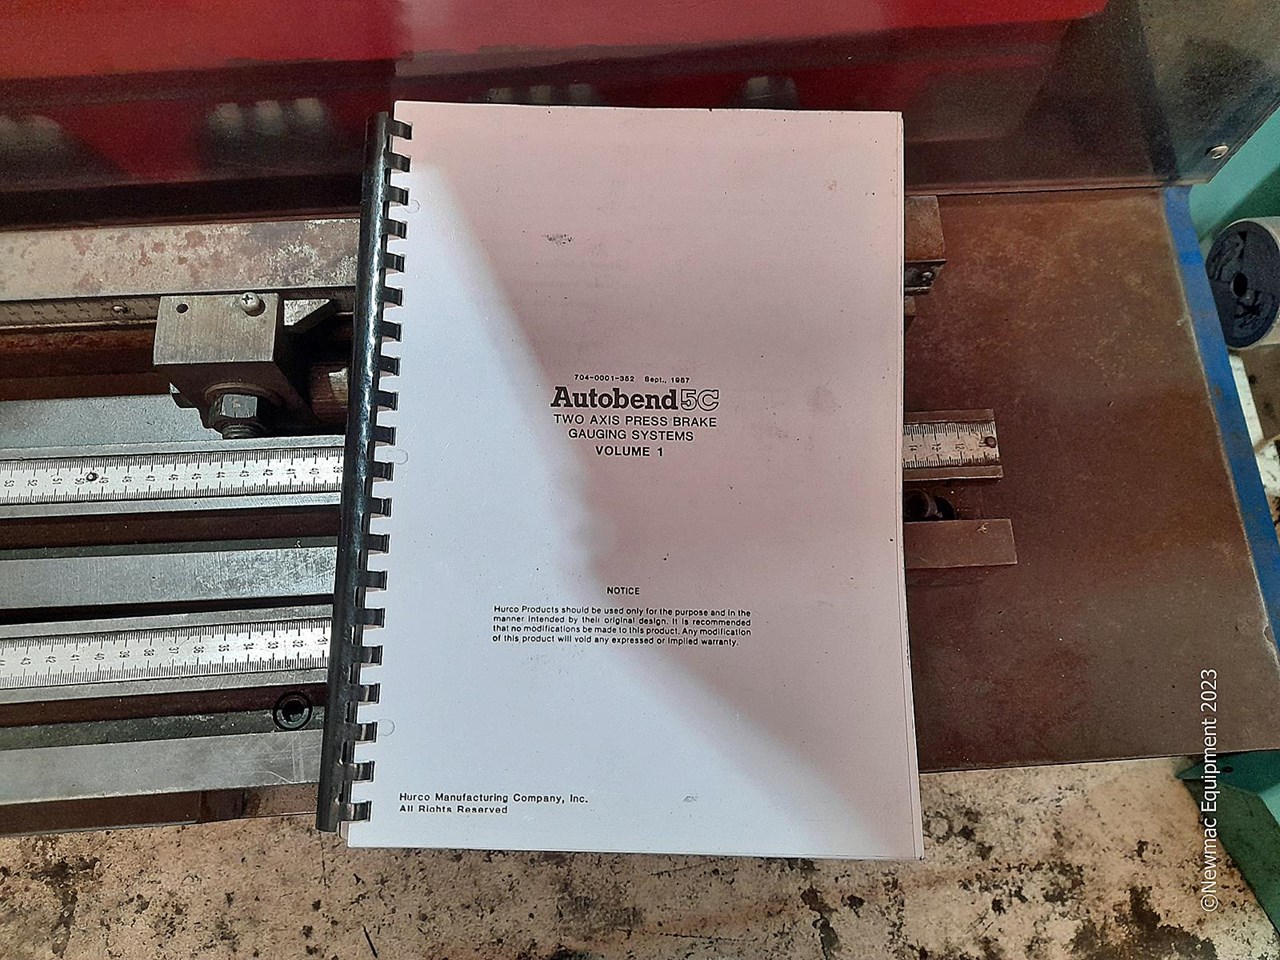 704-0001-352 Sept., 1987
Autobend 5C
TWO AXIS PRESS BRAKE
GAUGING SYSTEMS
VOLUME 1
NOTICE
Hurco Products should be used only for the purpose and in the
manner intended by their original design. It is recommended
that no modifications be made to this product. Any modification
of this product will void any expressed or implied warranty.
Hurco Manufacturing Company, Inc.
All Rights Reserved
©Newmac Equipment 2023